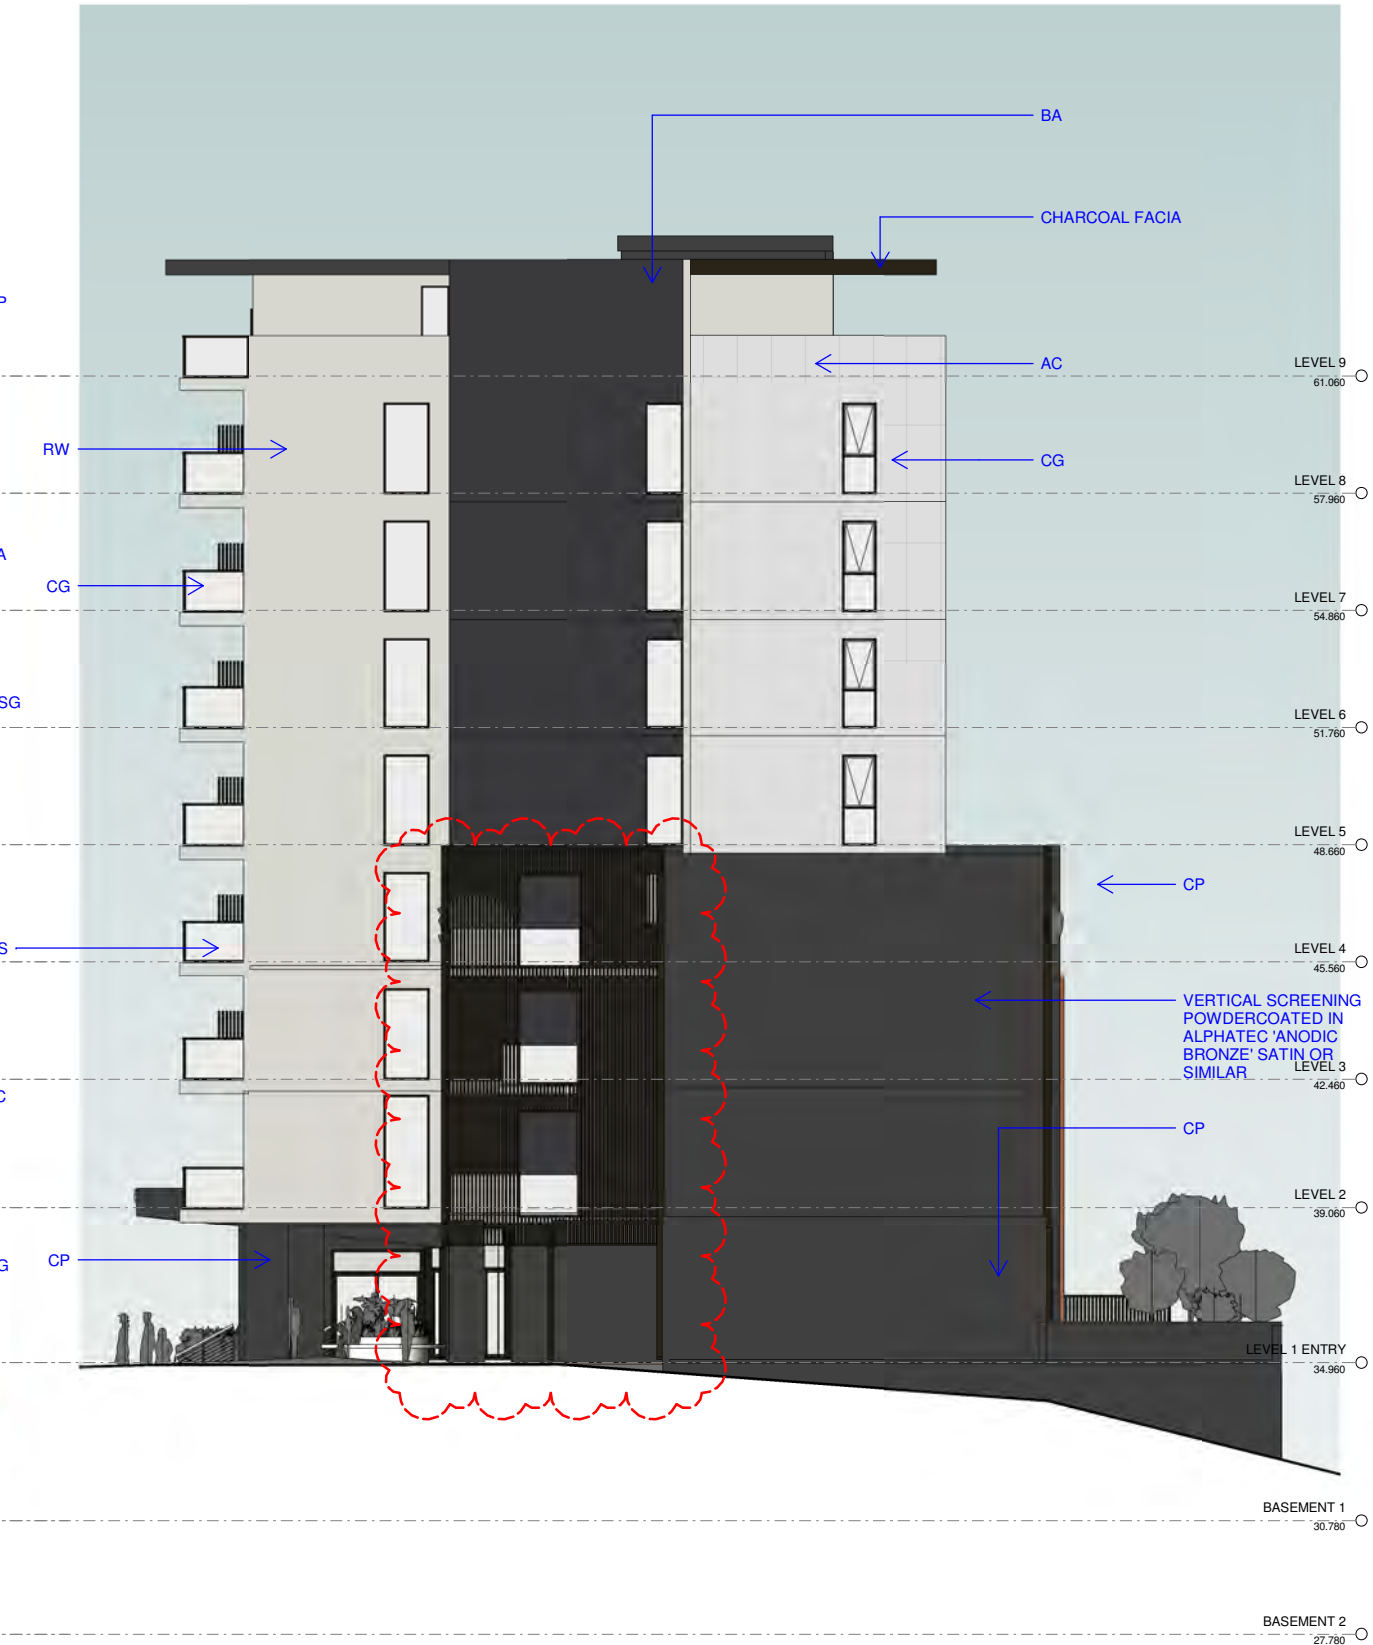 BA
CHARCOAL FACIA
P
LEVEL 9
61.060
AC
RW
CG
LEVEL 8
57.960
A
CG
LEVEL 7
54.860
SG
LEVEL 6
51.760
LEVEL 5
48.660
CP
S
LEVEL 4
45.560
VERTICAL SCREENING
POWDERCOATED IN
ALPHATEC 'ANODIC
BRONZE' SATIN OR
SIMILAR
LEVEL 3
42.460
C
CP
LEVEL 2
39.060
G
CP
LEVEL 1 ENTRY
34.960
BASEMENT 1
30.780
BASEMENT 2
27.780